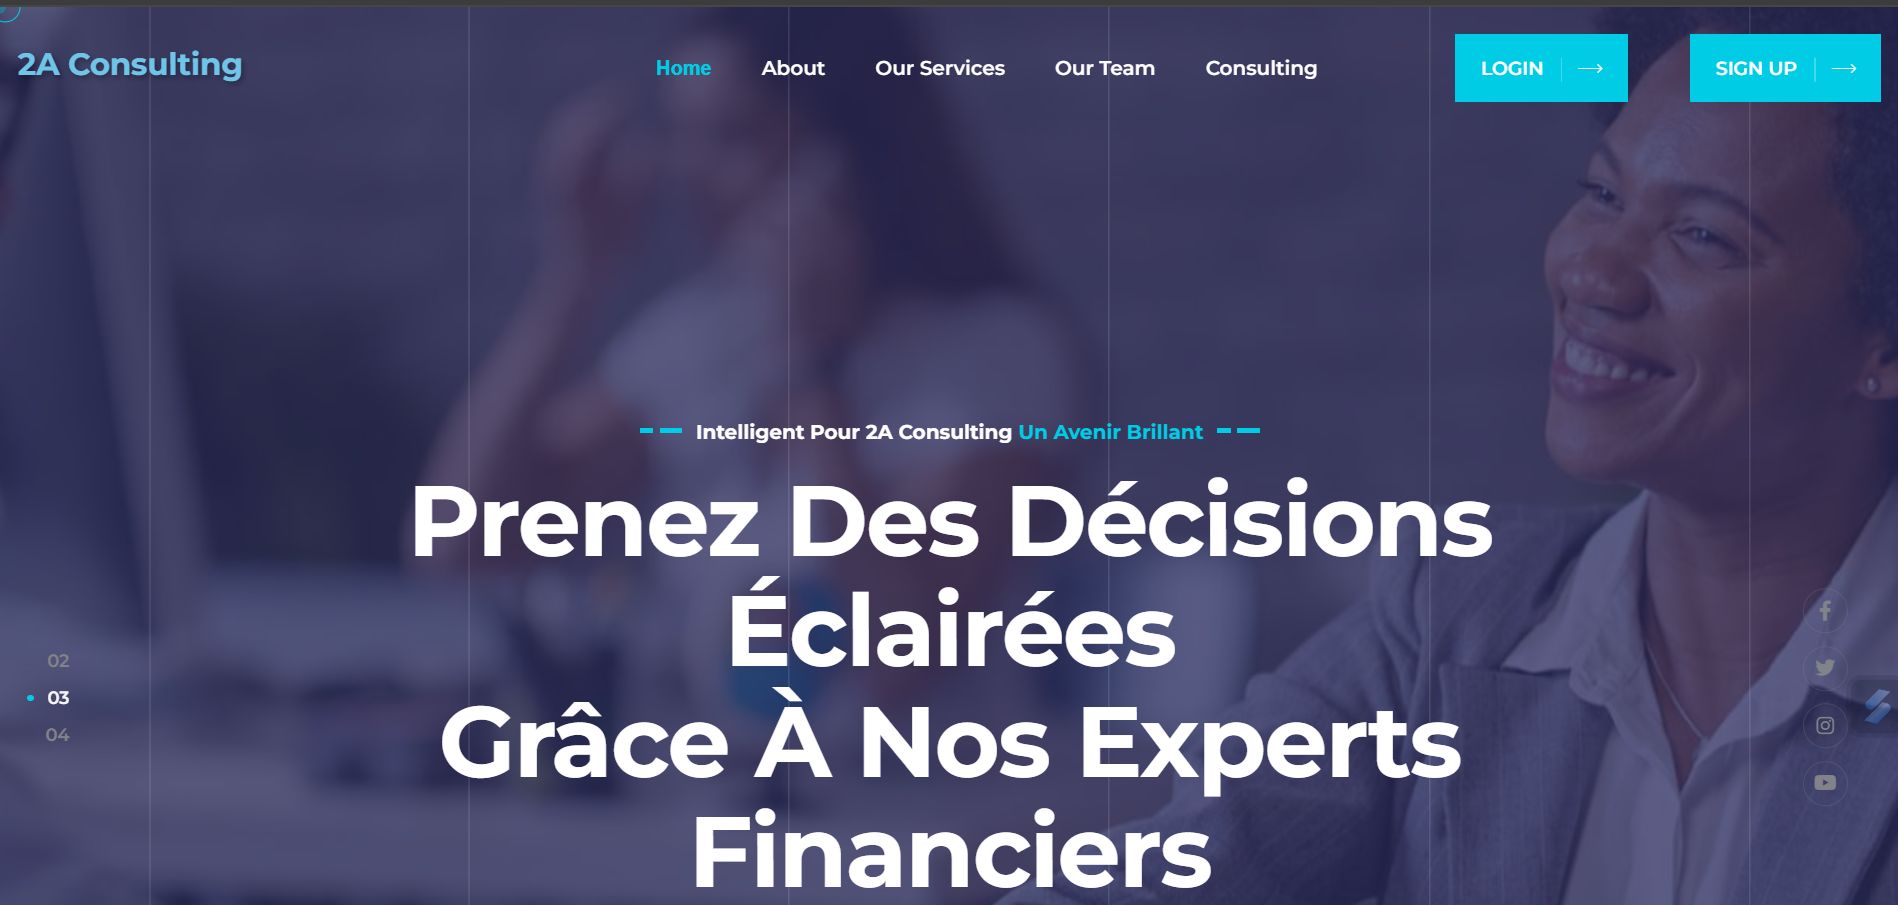 2A Consulting
Home About Our Services Our Team Consulting LOGIN SIGN UP
Intelligent Pour 2A Consulting Un Avenir Brillant
Prenez Des Décisions
Éclairées
Grâce À Nos Experts
Financiers
02
03
04